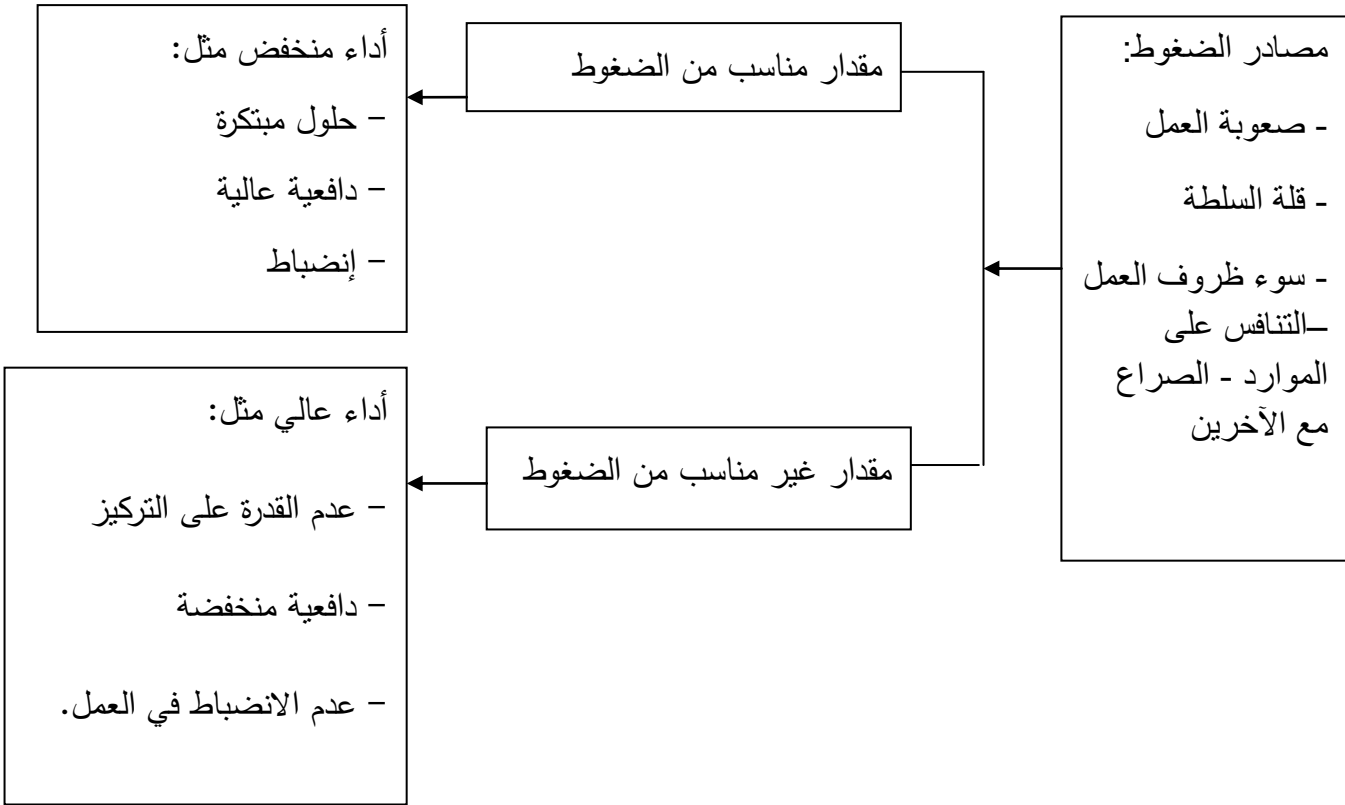 مصادر الضغوط:
- صعوبة العمل
- قلة السلطة
- سوء ظروف العمل
–التنافس على
الموارد - الصراع
مع الآخرين
مقدار مناسب من الضغوط
أداء منخفض مثل:
– حلول مبتكرة
– دافعية عالية
– إنضباط
مقدار غير مناسب من الضغوط
أداء عالي مثل:
– عدم القدرة على التركيز
– دافعية منخفضة
– عدم الانضباط في العمل.